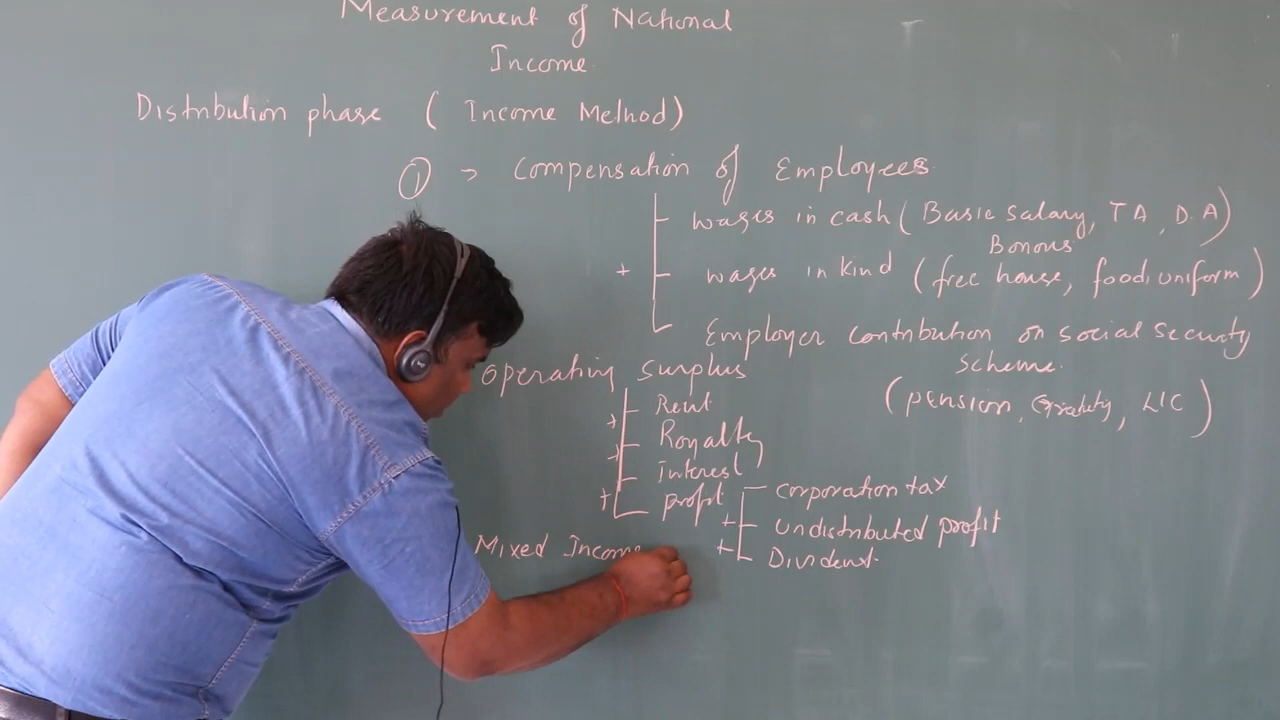 Measurement of National
Income
Distribution phase ( Income Method)
① > Compensation of Employees
wages in cash ( Basic Salary, TA, D.A)
Bonous
+ wages in kind ( free house, food, uniform)
Employer contribution on social security
scheme.
(pension, Gratuty, LIC)
Operating Surplus
Rent
+ Royalty
+ Interest
+ profit
corporation tax
+ undistributed profit
+ Dividend
Mixed Income